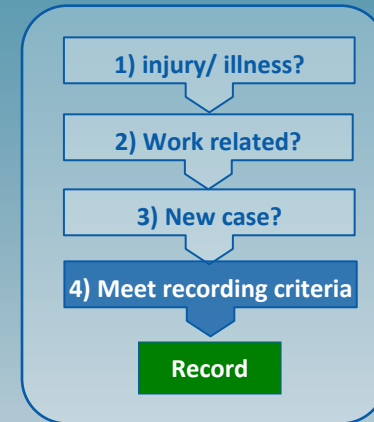 1) injury/ illness?
2) Work related?
3) New case?
4) Meet recording criteria
Record